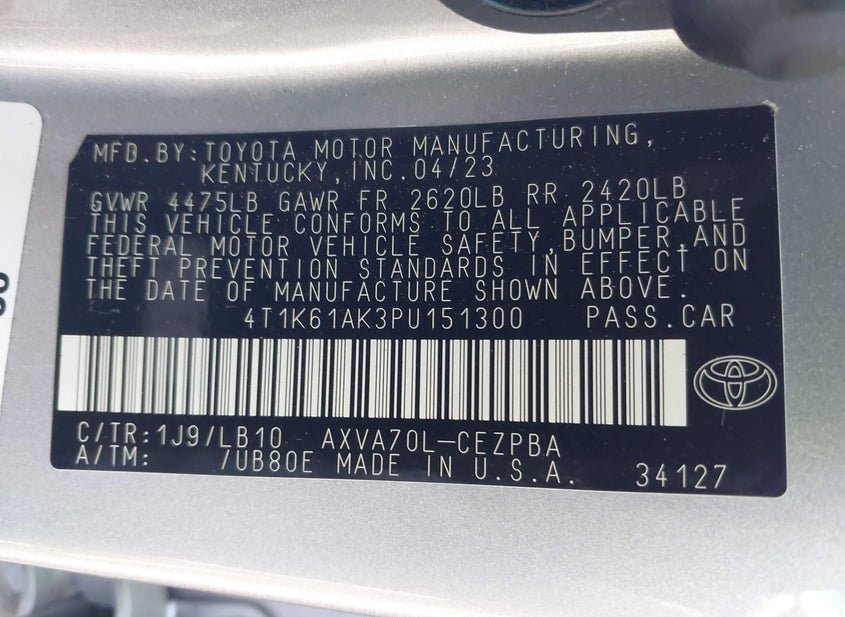 MFD.BY:TOYOTA MOTOR MANUFACTURING,
KENTUCKY,INC.04/23
GVWR 4475LB GAWR FR 2620LB RR 2420LB
THIS VEHICLE CONFORMS TO ALL APPLICABLE
FEDERAL MOTOR VEHICLE SAFETY,BUMPER,AND
THEFT PREVENTION STANDARDS IN EFFECT ON
THE DATE OF MANUFACTURE SHOWN ABOVE.
4T1K61AK3PU151300 PASS.CAR
C/TR:1J9/LB10 AXVA70L-CEZPBA
A/TM: /UB80E MADE IN U.S.A. 34127